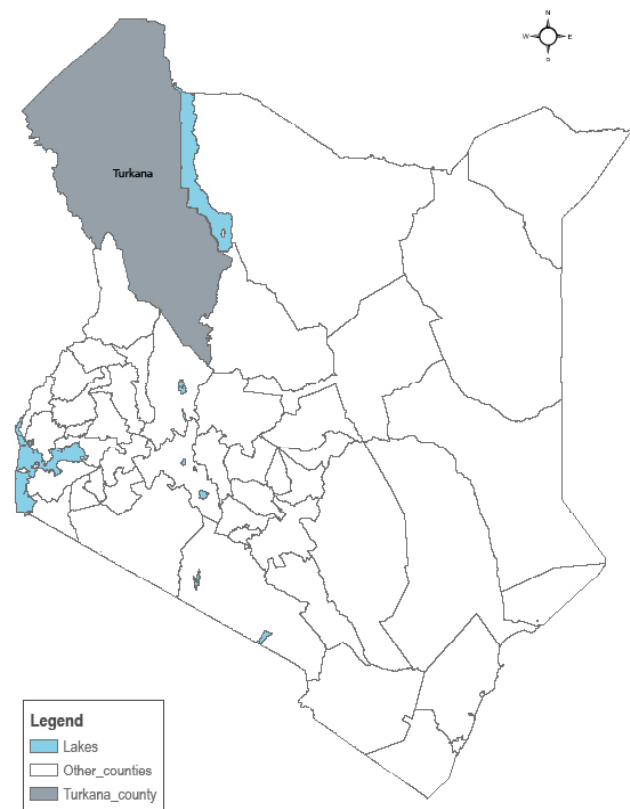 N
W E
S
Turkana
Legend
Lakes
Other_counties
Turkana_county